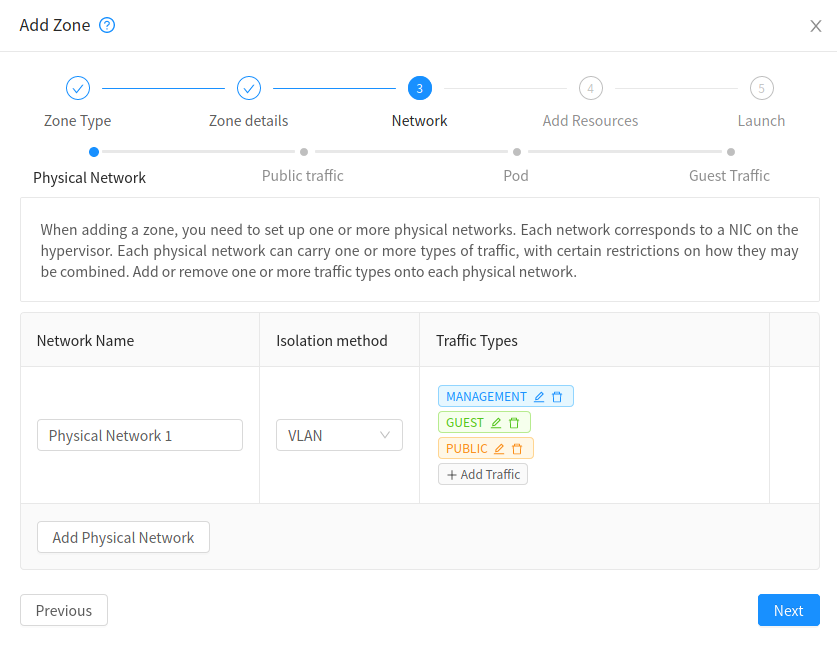 Add Zone
3
4
5
Zone Type
Zone details
Network
Add Resources
Launch
Physical Network
Public traffic
Pod
Guest Traffic
When adding a zone, you need to set up one or more physical networks. Each network corresponds to a NIC on the
hypervisor. Each physical network can carry one or more types of traffic, with certain restrictions on how they may
be combined. Add or remove one or more traffic types onto each physical network.
Network Name
Isolation method
Traffic Types
Physical Network 1
VLAN
MANAGEMENT
GUEST
PUBLIC
+ Add Traffic
Add Physical Network
Previous
Next